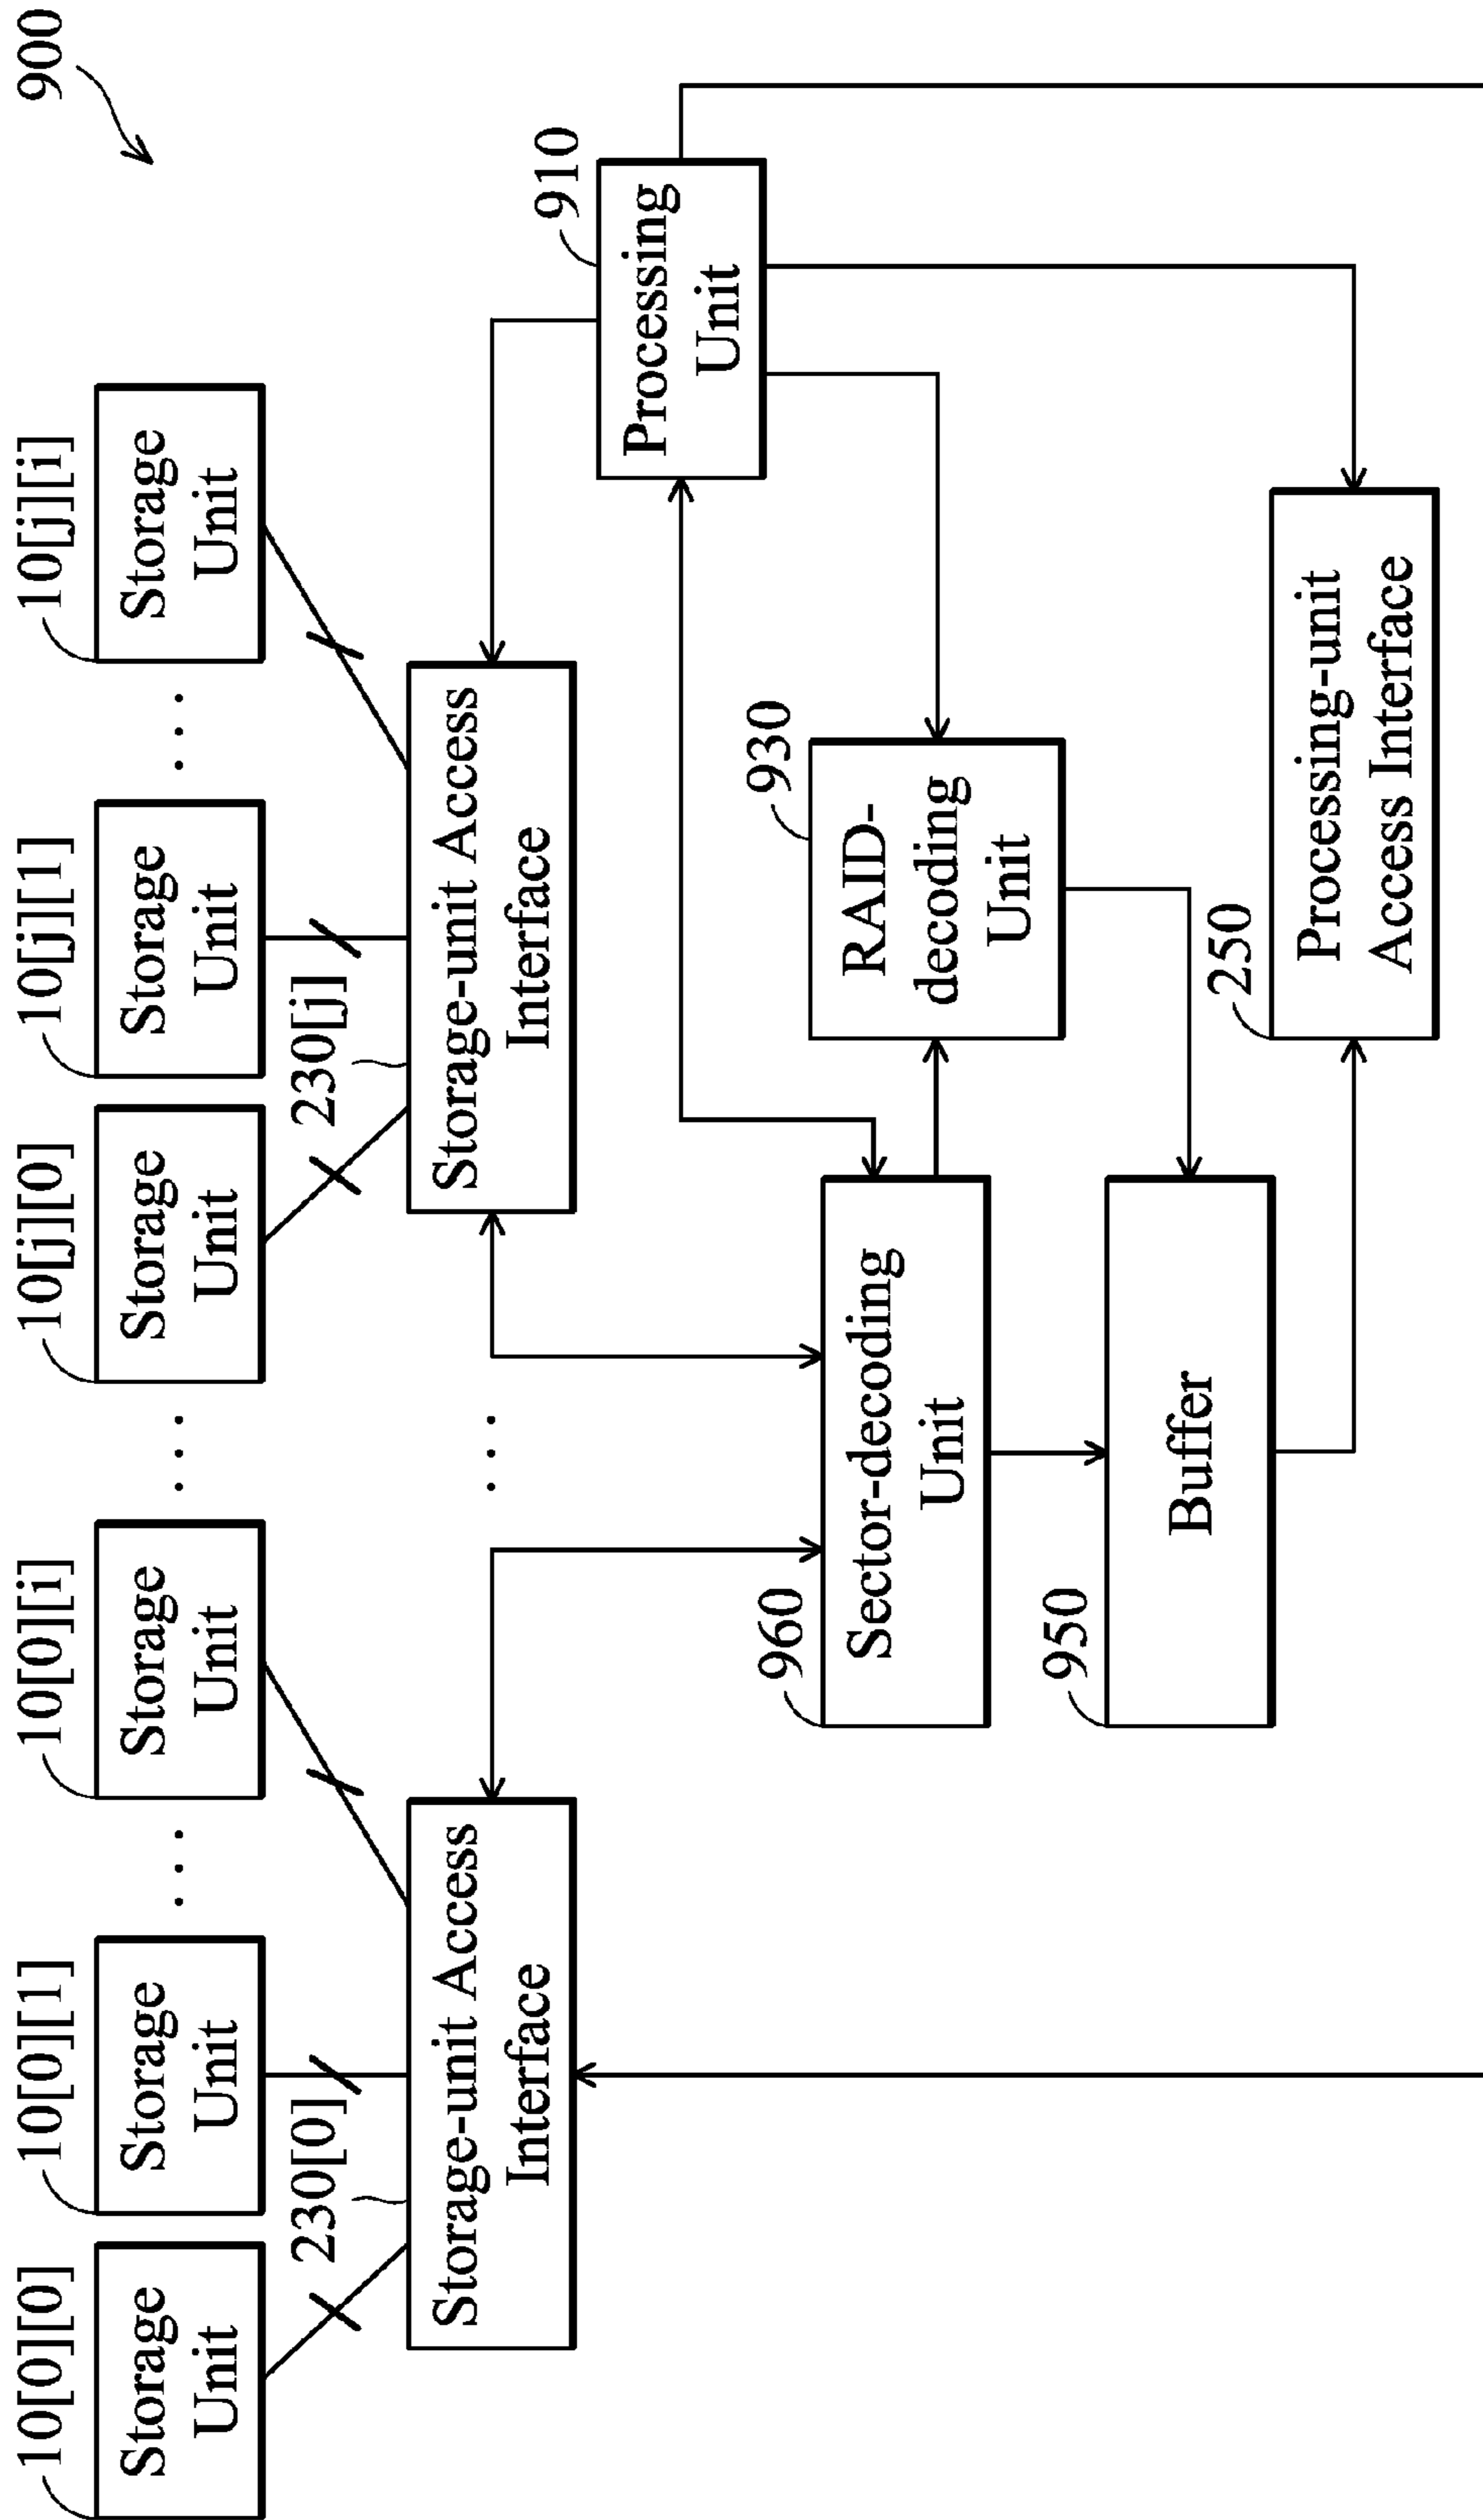 900
10[0][0]
10[0][1]
10[0][i]
10[j][0]
10[j][1]
10[j][i]
Storage
Unit
Storage
Unit
. . .
Storage
Unit
. . .
Storage
Unit
Storage
Unit
. . .
Storage
Unit
230[0]
Storage-unit Access
Interface
. . .
230[j]
Storage-unit Access
Interface
910
Processing
Unit
960
Sector-decoding
Unit
930
RAID-
decoding
Unit
950
Buffer
250
Processing-unit
Access Interface